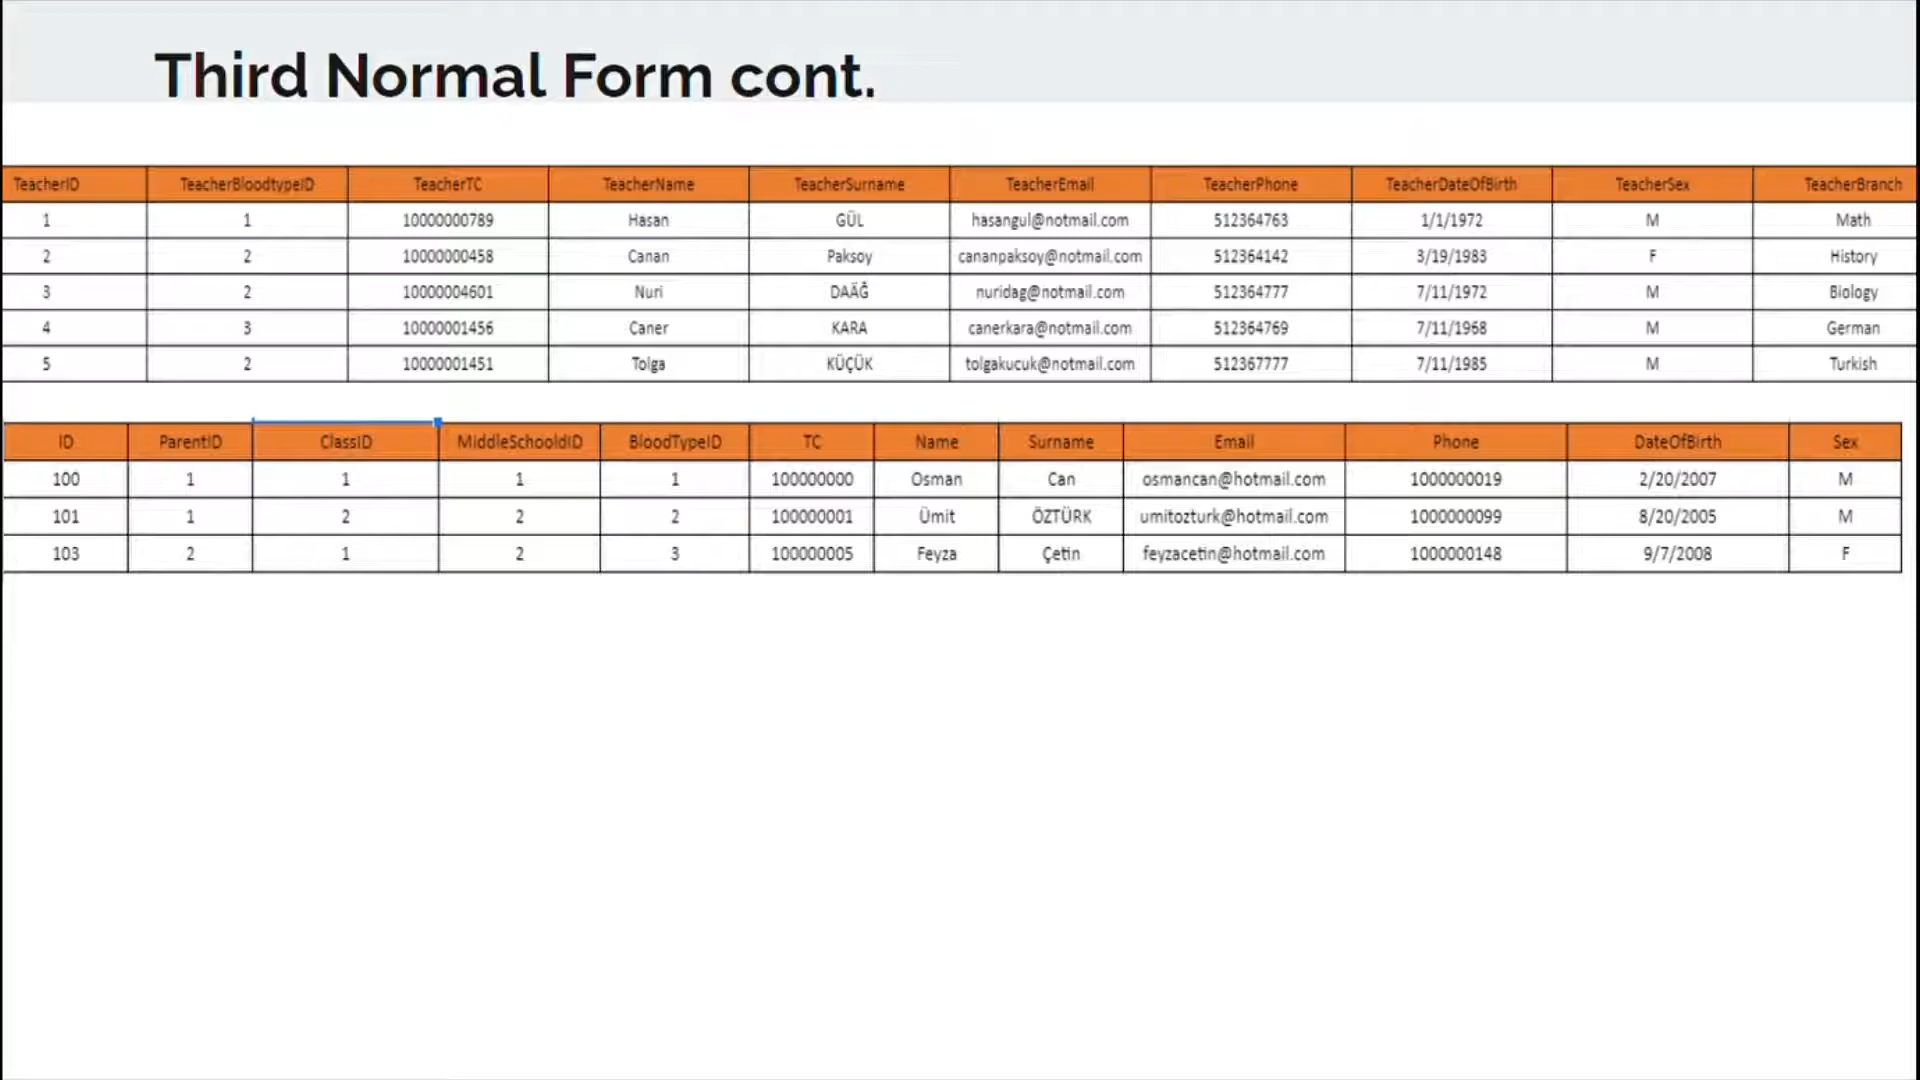 Third Normal Form cont.
TeacherID TeacherBloodtypeID TeacherTC TeacherName TeacherSurname TeacherEmail TeacherPhone TeacherDateOfBirth TeacherSex TeacherBranch
1 1 10000000789 Hasan GÜL hasangul@notmail.com 512364763 1/1/1972 M Math
2 2 10000000458 Canan Paksoy cananpaksoy@notmail.com 512364142 3/19/1983 F History
3 2 10000004601 Nuri DAÄĞ nuridag@notmail.com 512364777 7/11/1972 M Biology
4 3 10000001456 Caner KARA canerkara@notmail.com 512364769 7/11/1968 M German
5 2 10000001451 Tolga KÜÇÜK tolgakucuk@notmail.com 512367777 7/11/1985 M Turkish
ID ParentID ClassID MiddleSchooldID BloodTypeID TC Name Surname Email Phone DateOfBirth Sex
100 1 1 1 1 100000000 Osman Can osmancan@hotmail.com 1000000019 2/20/2007 M
101 1 2 2 2 100000001 Ümit ÖZTÜRK umitozturk@hotmail.com 1000000099 8/20/2005 M
103 2 1 2 3 100000005 Feyza Çetin feyzacetin@hotmail.com 1000000148 9/7/2008 F